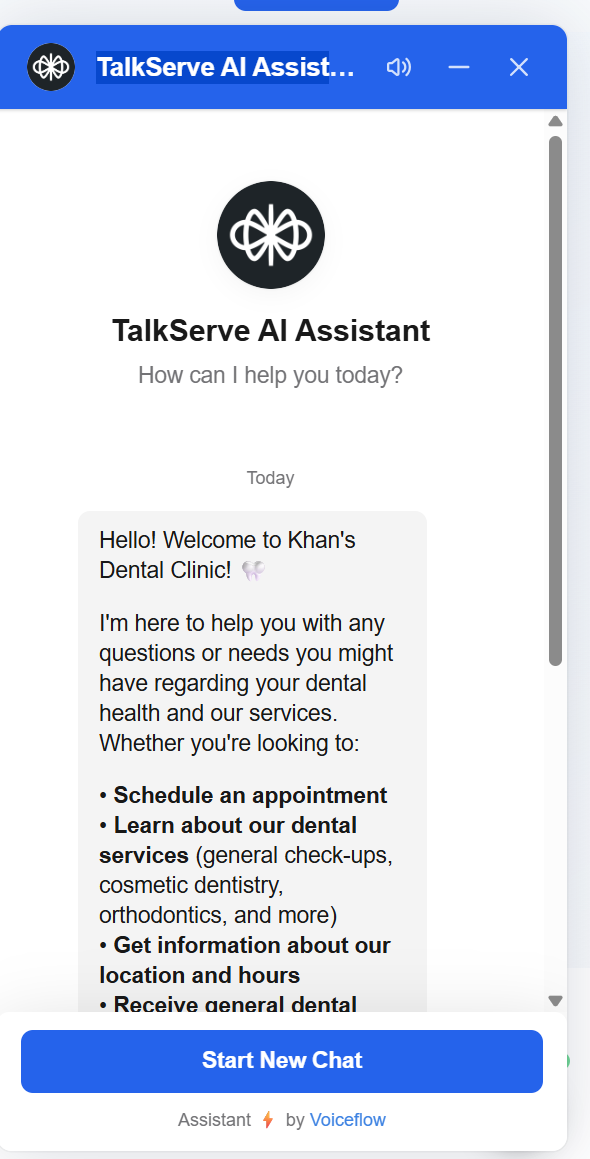 TalkServe AI Assist...
TalkServe AI Assistant
How can I help you today?
Today
Hello! Welcome to Khan's
Dental Clinic! 🦷
I'm here to help you with any
questions or needs you might
have regarding your dental
health and our services.
Whether you're looking to:
• Schedule an appointment
• Learn about our dental
services (general check-ups,
cosmetic dentistry,
orthodontics, and more)
• Get information about our
location and hours
• Receive general dental
Start New Chat
Assistant ⚡ by Voiceflow